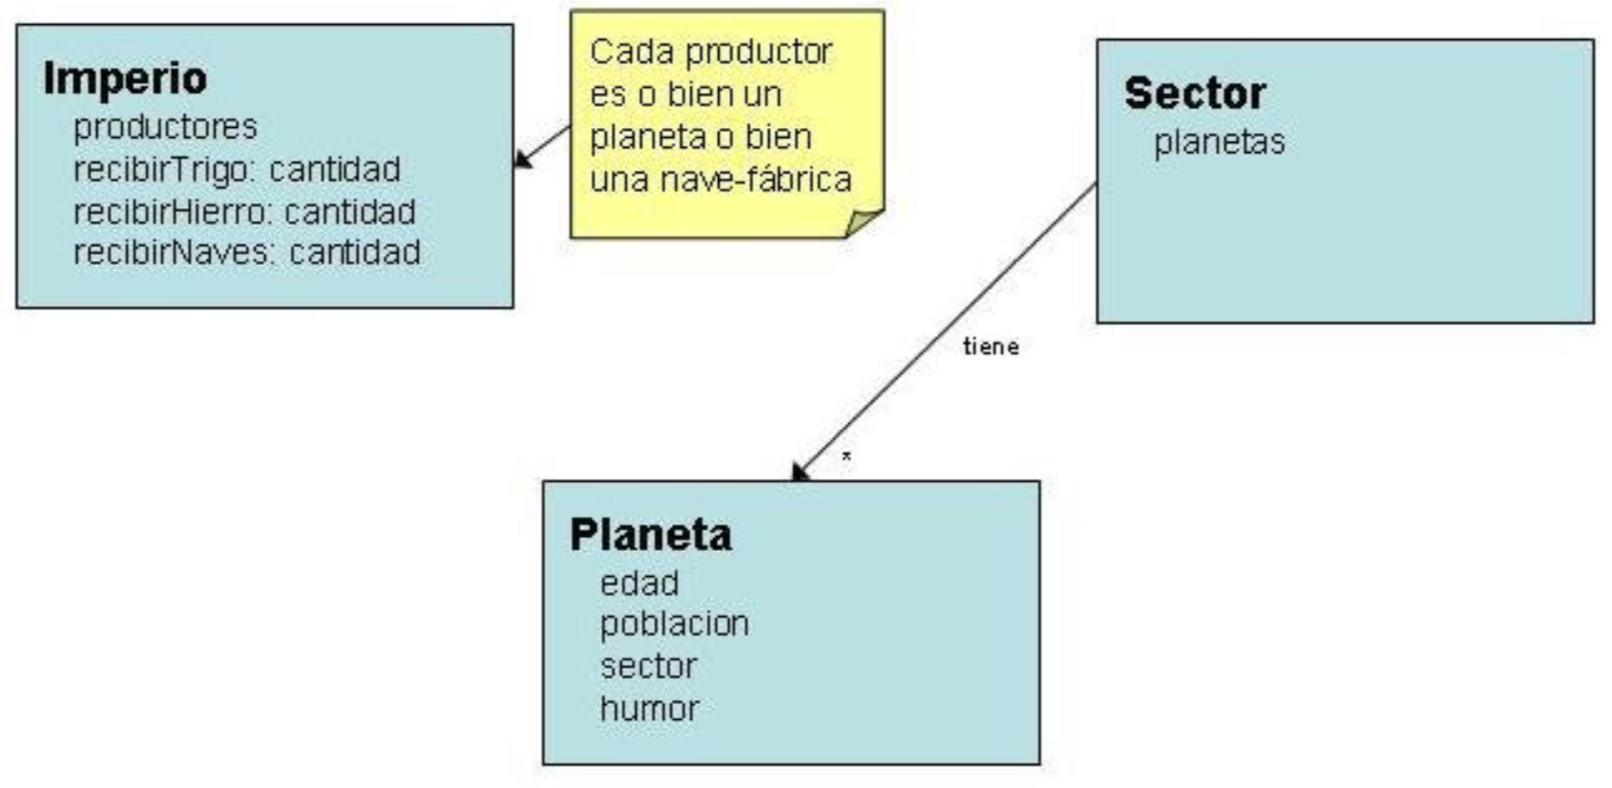 Imperio
productores
recibirTrigo: cantidad
recibirHierro: cantidad
recibirNaves: cantidad
Cada productor
es o bien un
planeta o bien
una nave-fábrica
Sector
planetas
tiene
*
Planeta
edad
poblacion
sector
humor